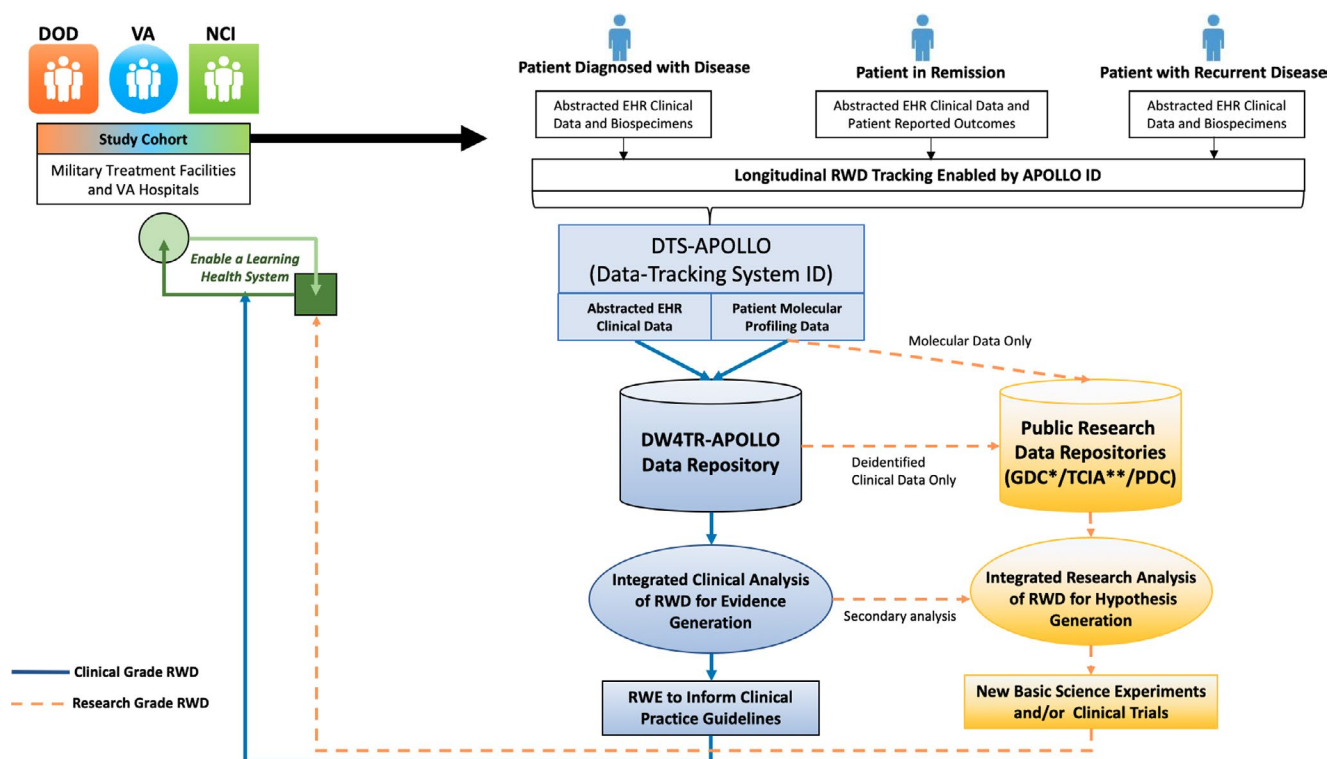 DOD
VA
NCI
Study Cohort
Military Treatment Facilities
and VA Hospitals
Enable a Learning
Health System
Patient Diagnosed with Disease
Patient in Remission
Patient with Recurrent Disease
Abstracted EHR Clinical
Data and Biospecimens
Abstracted EHR Clinical Data and
Patient Reported Outcomes
Abstracted EHR Clinical
Data and Biospecimens
Longitudinal RWD Tracking Enabled by APOLLO ID
DTS-APOLLO
(Data-Tracking System ID)
Abstracted EHR
Clinical Data
Patient Molecular
Profiling Data
Molecular Data Only
DW4TR-APOLLO
Data Repository
Deidentified
Clinical Data Only
Public Research
Data Repositories
(GDC*/TCIA**/PDC)
Integrated Clinical Analysis
of RWD for Evidence
Generation
Secondary analysis
Integrated Research Analysis
of RWD for Hypothesis
Generation
RWE to Inform Clinical
Practice Guidelines
New Basic Science Experiments
and/or Clinical Trials
Clinical Grade RWD
Research Grade RWD